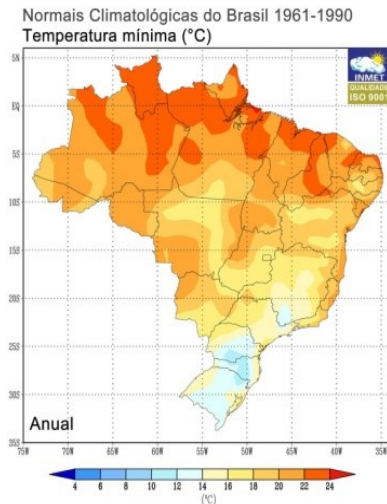 Normais Climatológicas do Brasil 1961-1990
Temperatura mínima (°C)
INMET
QUALIDADE
ISO 9001
5N
EQ
5S
10S
15S
20S
25S
30S
35S
Anual
75W 70W 65W 60W 55W 50W 45W 40W 35W
4 6 8 10 12 14 15 16 18 20 22 24
(°C)